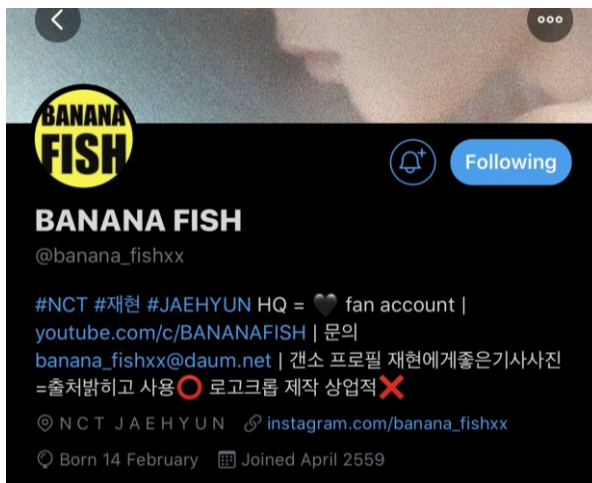 BANANA
FISH
Following
BANANA FISH
@banana_fishxx
#NCT #재현 #JAEHYUN HQ = 🖤 fan account |
youtube.com/c/BANANAFISH | 문의
banana_fishxx@daum.net | 갠소 프로필 재현에게좋은기사사진
=출처밝히고 사용⭕ 로고크롭 제작 상업적❌
N C T J A E H Y U N instagram.com/banana_fishxx
Born 14 February Joined April 2559